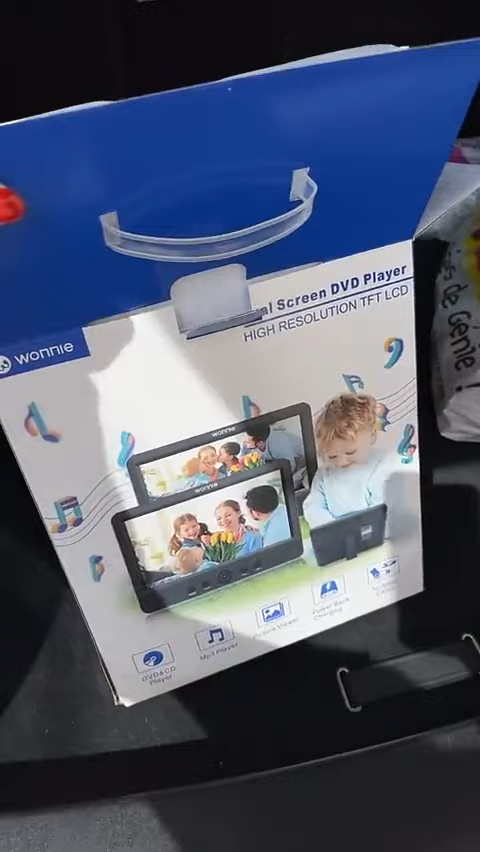 al Screen DVD Player
HIGH RESOLUTION TFT LCD
wonnie
wonnie
wonnie
DVD&CD
Player
Mp3 Player
Picture Viewer
Power Bank
Charging
de Génie!